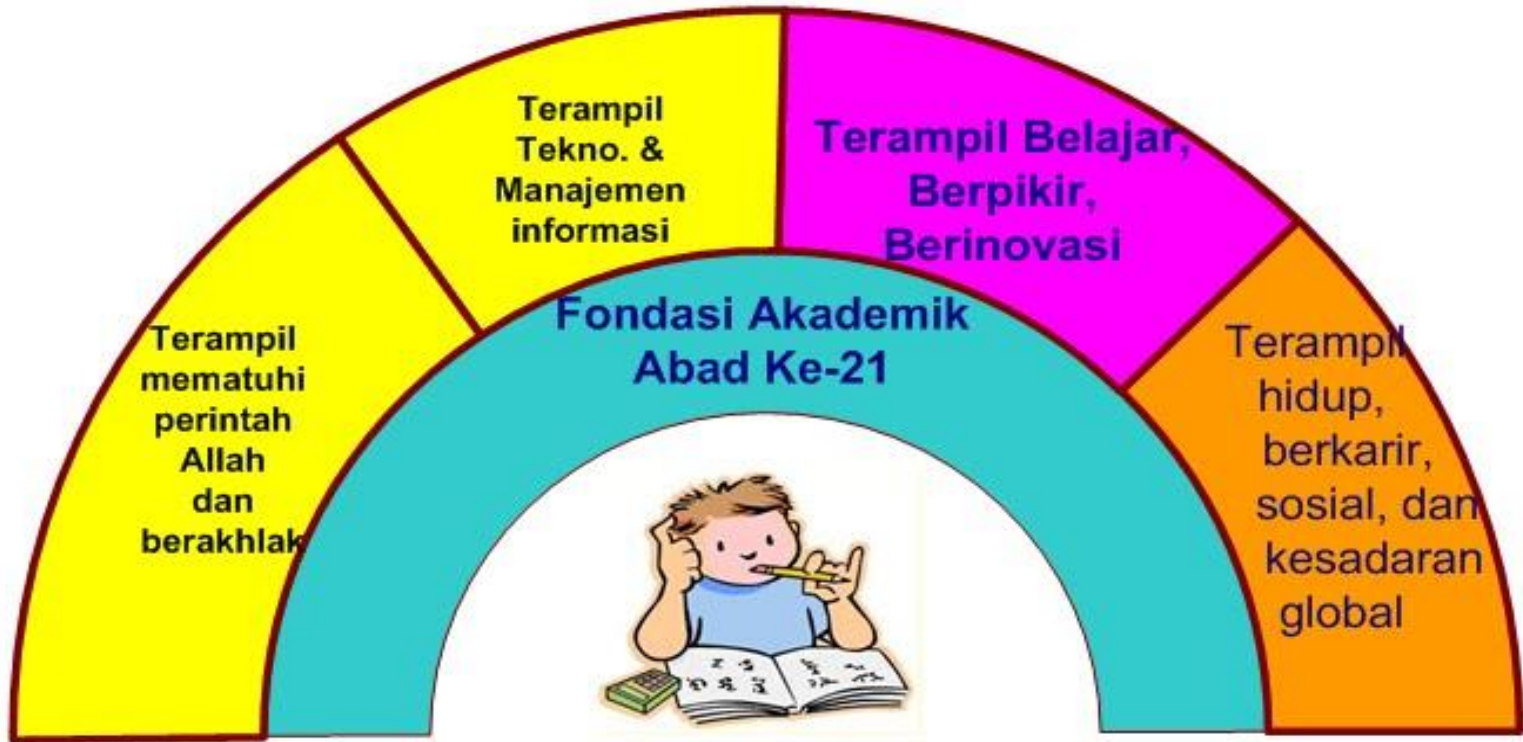 Terampil
Tekno. &
Manajemen
informasi
Terampil Belajar,
Berpikir,
Berinovasi
Terampil
mematuhi
perintah
Allah
dan
berakhlak
Fondasi Akademik
Abad Ke-21
Terampil
hidup,
berkarir,
sosial, dan
kesadaran
global